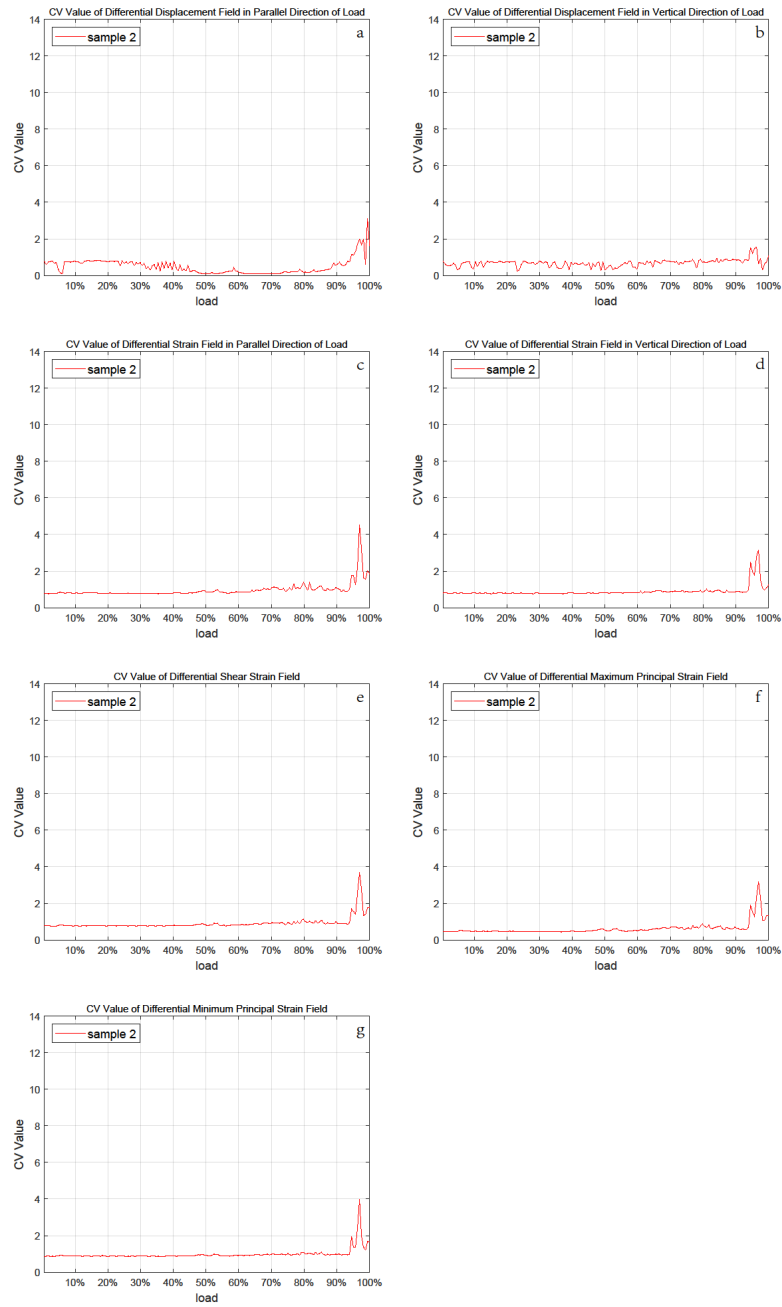 CV Value of Differential Displacement Field in Parallel Direction of Load
a
sample 2
14
12
10
8
6
4
2
0
CV Value
10% 20% 30% 40% 50% 60% 70% 80% 90% 100%
load
CV Value of Differential Displacement Field in Vertical Direction of Load
b
sample 2
14
12
10
8
6
4
2
0
CV Value
10% 20% 30% 40% 50% 60% 70% 80% 90% 100%
load
CV Value of Differential Strain Field in Parallel Direction of Load
c
sample 2
14
12
10
8
6
4
2
0
CV Value
10% 20% 30% 40% 50% 60% 70% 80% 90% 100%
load
CV Value of Differential Strain Field in Vertical Direction of Load
d
sample 2
14
12
10
8
6
4
2
0
CV Value
10% 20% 30% 40% 50% 60% 70% 80% 90% 100%
load
CV Value of Differential Shear Strain Field
e
sample 2
14
12
10
8
6
4
2
0
CV Value
10% 20% 30% 40% 50% 60% 70% 80% 90% 100%
load
CV Value of Differential Maximum Principal Strain Field
f
sample 2
14
12
10
8
6
4
2
0
CV Value
10% 20% 30% 40% 50% 60% 70% 80% 90% 100%
load
CV Value of Differential Minimum Principal Strain Field
g
sample 2
14
12
10
8
6
4
2
0
CV Value
10% 20% 30% 40% 50% 60% 70% 80% 90% 100%
load